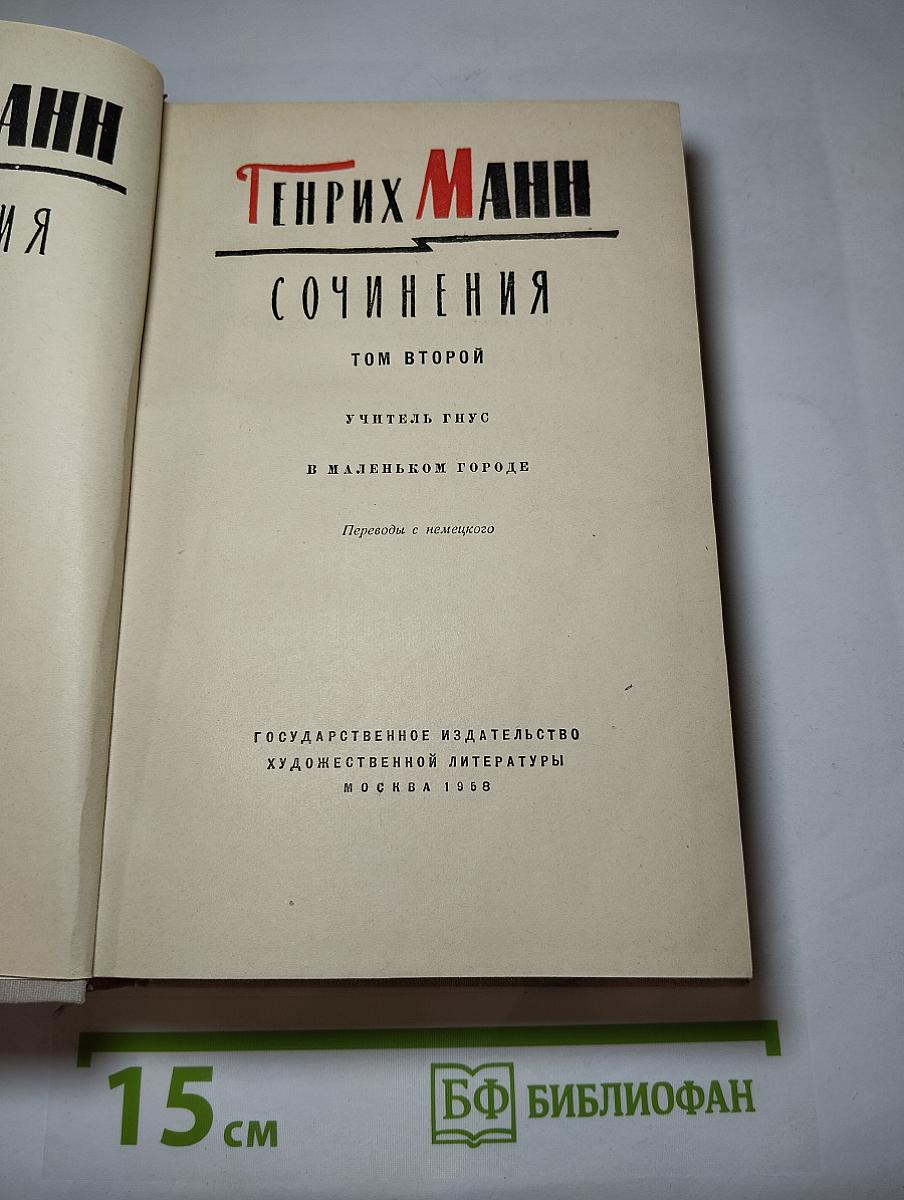 АНН
ИЯ
ГЕНРИХ МАНН
СОЧИНЕНИЯ
ТОМ ВТОРОЙ
УЧИТЕЛЬ ГНУС
В МАЛЕНЬКОМ ГОРОДЕ
Переводы с немецкого
ГОСУДАРСТВЕННОЕ ИЗДАТЕЛЬСТВО
ХУДОЖЕСТВЕННОЙ ЛИТЕРАТУРЫ
МОСКВА 1958
15 см
БФ БИБЛИОФАН